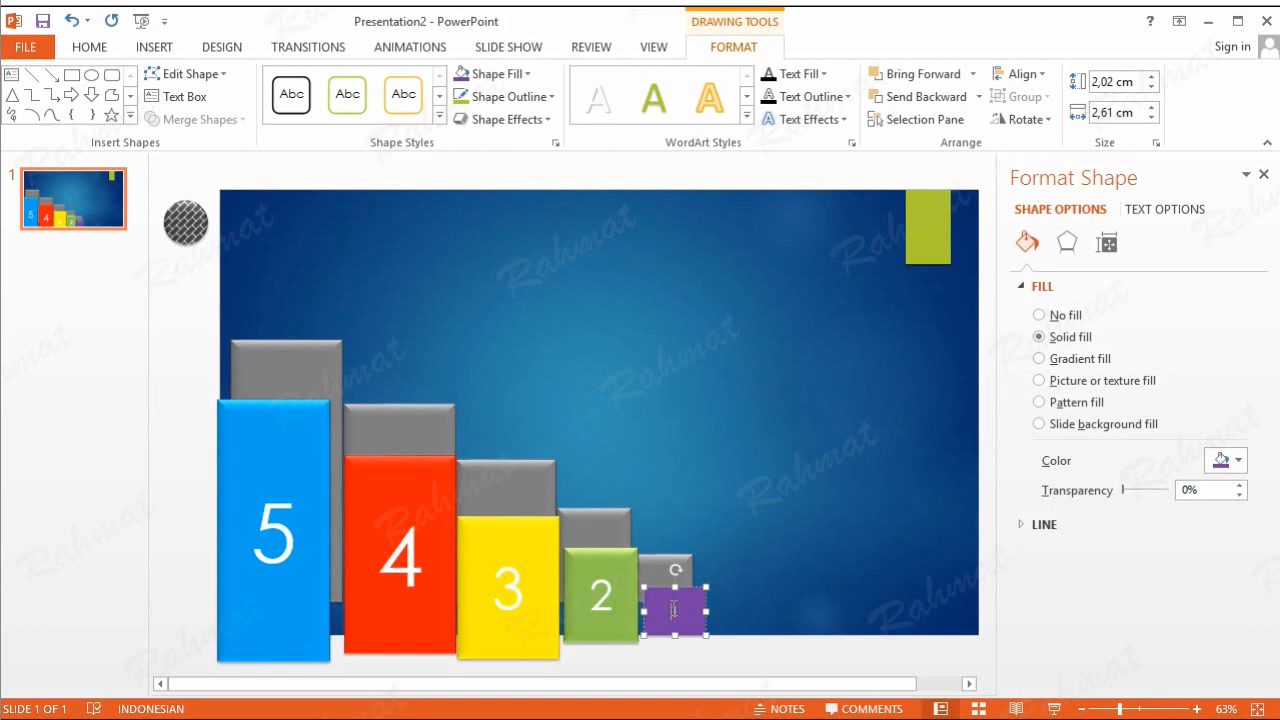 Presentation2 - PowerPoint
DRAWING TOOLS
?
FILE
HOME
INSERT
DESIGN
TRANSITIONS
ANIMATIONS
SLIDE SHOW
REVIEW
VIEW
FORMAT
Sign in
Edit Shape
Text Box
Merge Shapes
Insert Shapes
Abc
Abc
Abc
Shape Fill
Shape Outline
Shape Effects
Shape Styles
A
A
A
Text Fill
Text Outline
Text Effects
WordArt Styles
Bring Forward
Send Backward
Selection Pane
Align
Group
Rotate
Arrange
2,02 cm
2,61 cm
Size
1
5
4
3
2
Format Shape
SHAPE OPTIONS
TEXT OPTIONS
FILL
No fill
Solid fill
Gradient fill
Picture or texture fill
Pattern fill
Slide background fill
Color
Transparency
0%
LINE
Rahmat
SLIDE 1 OF 1
INDONESIAN
NOTES
COMMENTS
63%